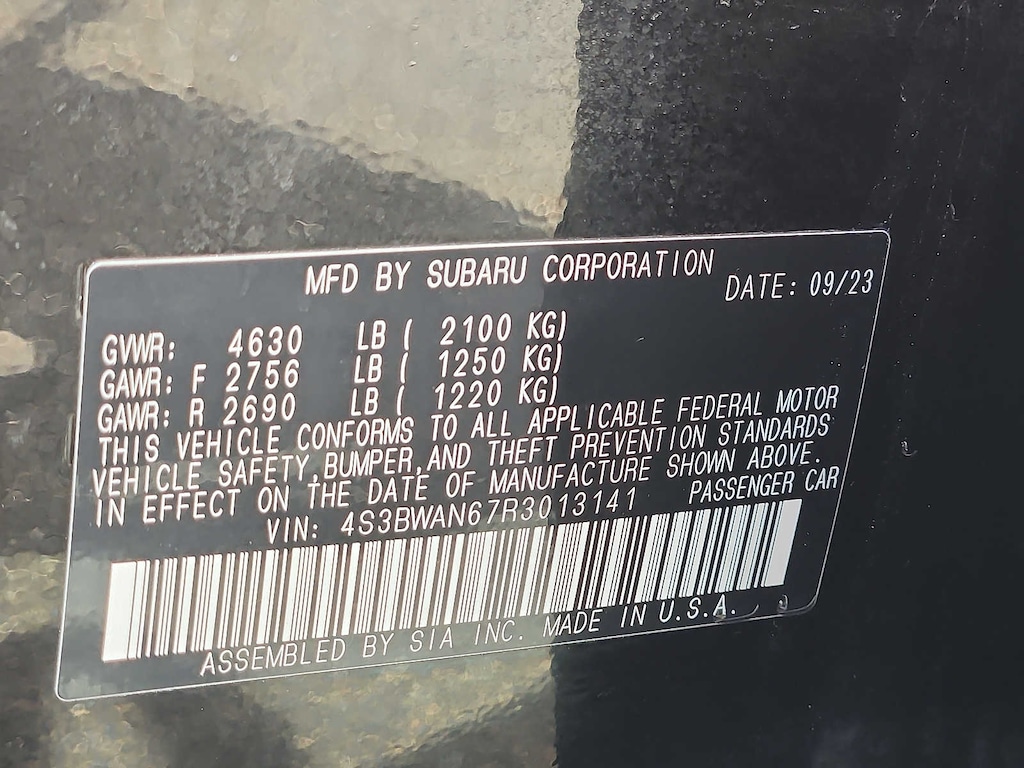 MFD BY SUBARU CORPORATION
DATE: 09/23
GVWR: 4630 LB ( 2100 KG)
GAWR: F 2756 LB ( 1250 KG)
GAWR: R 2690 LB ( 1220 KG)
THIS VEHICLE CONFORMS TO ALL APPLICABLE FEDERAL MOTOR
VEHICLE SAFETY,BUMPER,AND THEFT PREVENTION STANDARDS
IN EFFECT ON THE DATE OF MANUFACTURE SHOWN ABOVE.
VIN: 4S3BWAN67R3013141 PASSENGER CAR
ASSEMBLED BY SIA INC. MADE IN U.S.A.